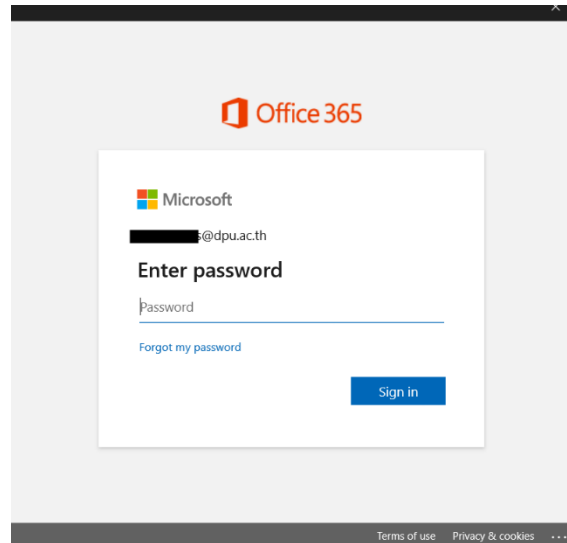 Office 365
Microsoft
s@dpu.ac.th
Enter password
Password
Forgot my password
Sign in
Terms of use Privacy & cookies ...